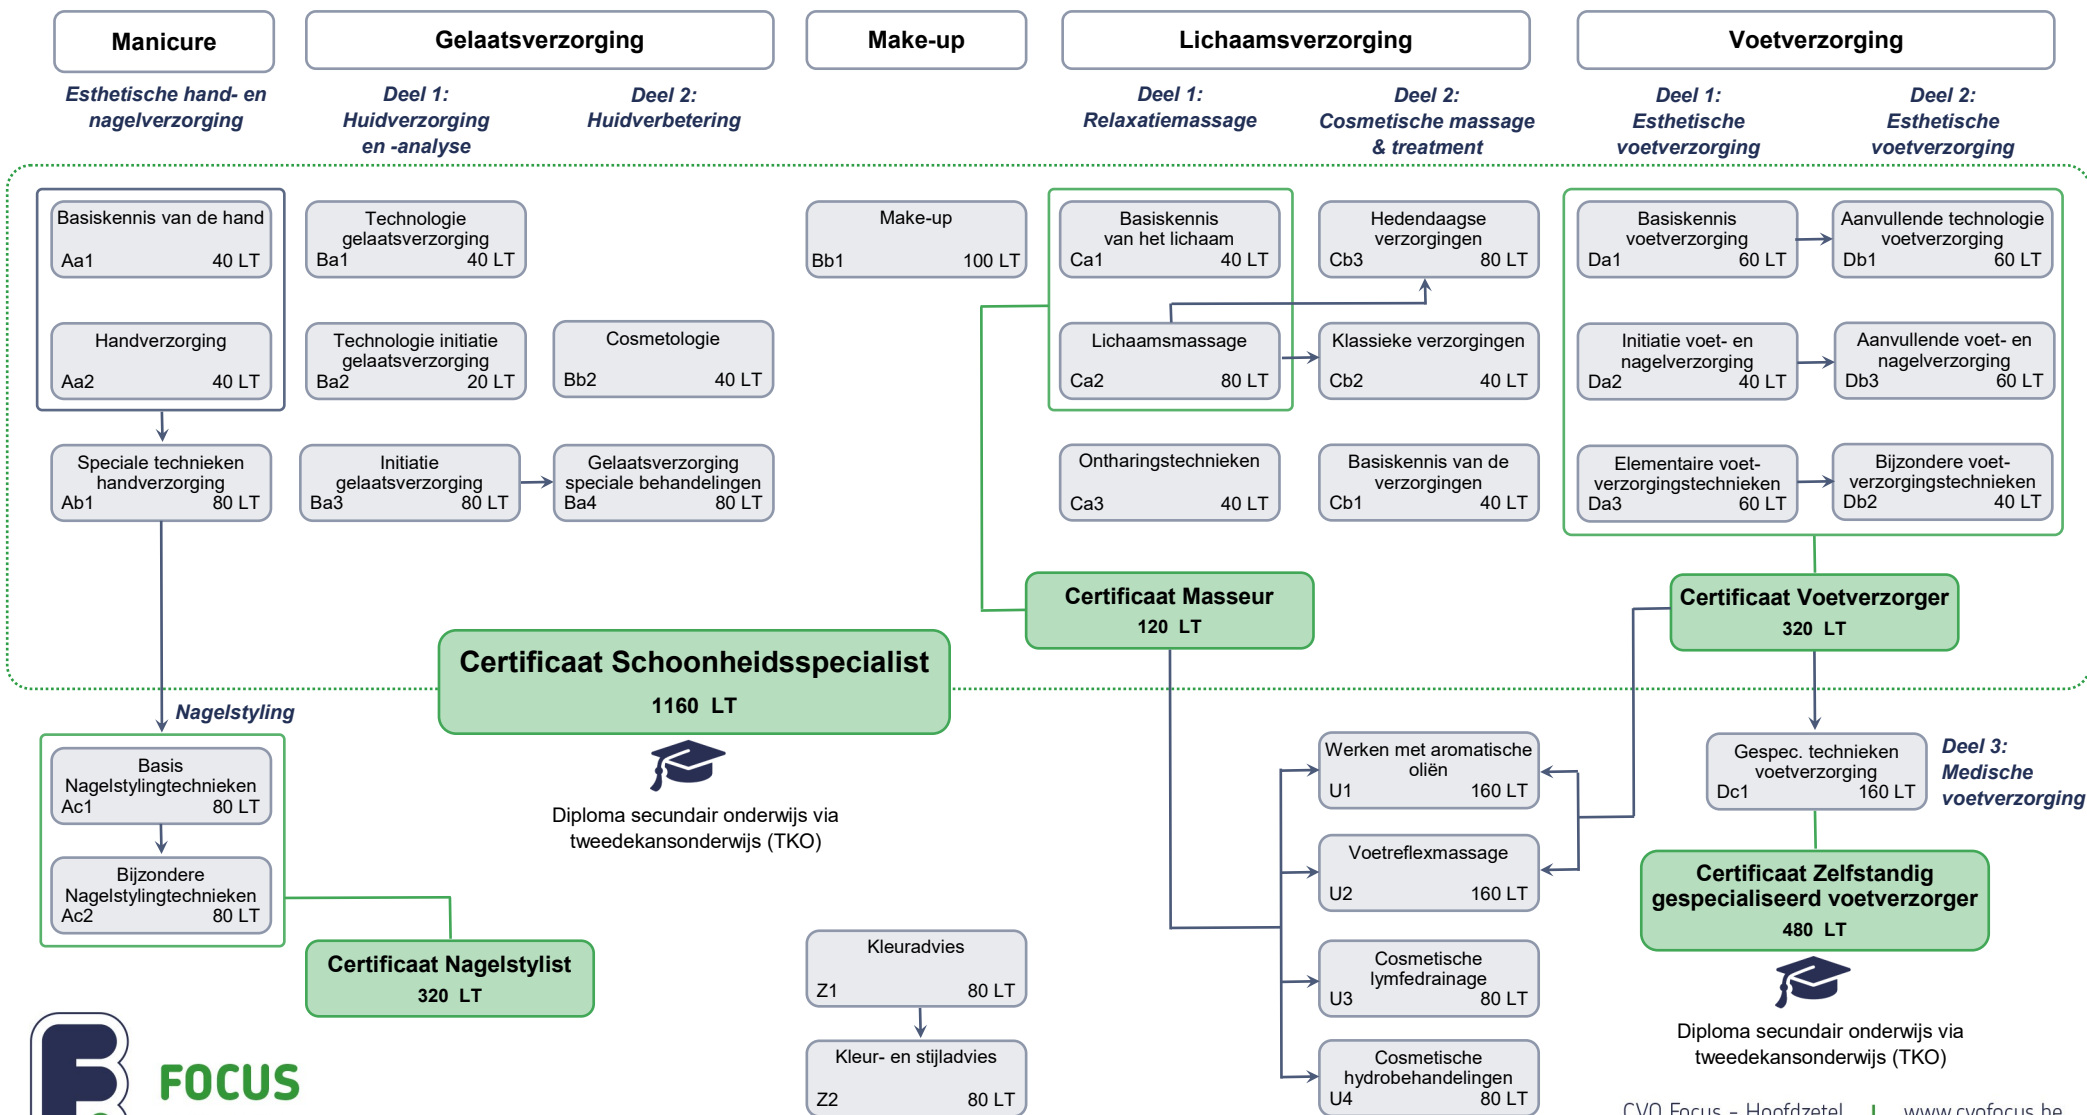 Manicure
Gelaatsverzorging
Make-up
Lichaamsverzorging
Voetverzorging
Esthetische hand- en
nagelverzorging
Deel 1:
Huidverzorging
en -analyse
Deel 2:
Huidverbetering
Deel 1:
Relaxatiemassage
Deel 2:
Cosmetische massage
& treatment
Deel 1:
Esthetische
voetverzorging
Deel 2:
Esthetische
voetverzorging
Basiskennis van de hand
Aa1 40 LT
Technologie
gelaatsverzorging
Ba1 40 LT
Make-up
Bb1 100 LT
Basiskennis
van het lichaam
Ca1 40 LT
Hedendaagse
verzorgingen
Cb3 80 LT
Basiskennis
voetverzorging
Da1 60 LT
Aanvullende technologie
voetverzorging
Db1 60 LT
Handverzorging
Aa2 40 LT
Technologie initiatie
gelaatsverzorging
Ba2 20 LT
Cosmetologie
Bb2 40 LT
Lichaamsmassage
Ca2 80 LT
Klassieke verzorgingen
Cb2 40 LT
Initiatie voet- en
nagelverzorging
Da2 40 LT
Aanvullende voet- en
nagelverzorging
Db3 60 LT
Speciale technieken
handverzorging
Ab1 80 LT
Initiatie
gelaatsverzorging
Ba3 80 LT
Gelaatsverzorging
speciale behandelingen
Ba4 80 LT
Ontharingstechnieken
Ca3 40 LT
Basiskennis van de
verzorgingen
Cb1 40 LT
Elementaire voet-
verzorgingstechnieken
Da3 60 LT
Bijzondere voet-
verzorgingstechnieken
Db2 40 LT
Certificaat Masseur
120 LT
Certificaat Voetverzorger
320 LT
Certificaat Schoonheidsspecialist
1160 LT
Diploma secundair onderwijs via
tweedekansonderwijs (TKO)
Nagelstyling
Basis
Nagelstylingtechnieken
Ac1 80 LT
Bijzondere
Nagelstylingtechnieken
Ac2 80 LT
Certificaat Nagelstylist
320 LT
Kleuradvies
Z1 80 LT
Kleur- en stijladvies
Z2 80 LT
Werken met aromatische
oliën
U1 160 LT
Voetreflexmassage
U2 160 LT
Cosmetische
lymfedrainage
U3 80 LT
Cosmetische
hydrobehandelingen
U4 80 LT
Gespec. technieken
voetverzorging
Dc1 160 LT
Deel 3:
Medische
voetverzorging
Certificaat Zelfstandig
gespecialiseerd voetverzorger
480 LT
Diploma secundair onderwijs via
tweedekansonderwijs (TKO)
FOCUS
CVO Focus - Hoofdzetel | www.cvofocus.be